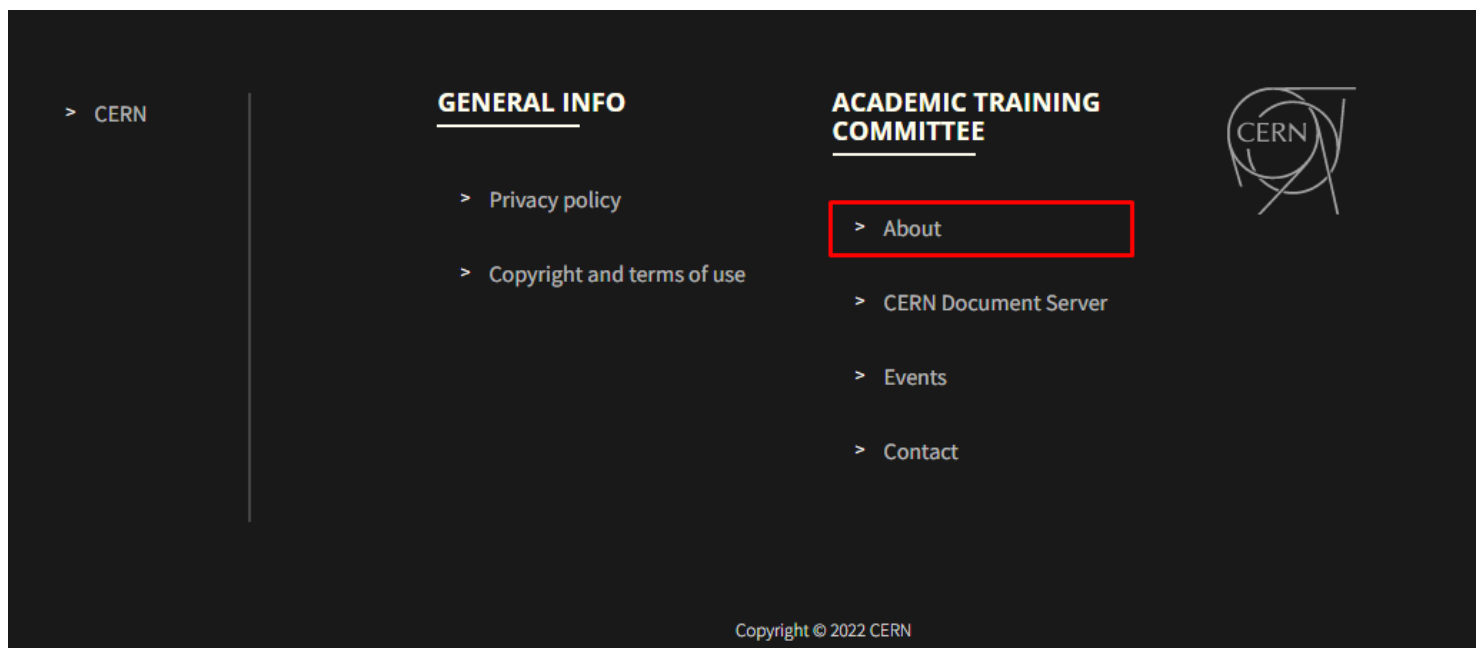 > CERN
GENERAL INFO
> Privacy policy
> Copyright and terms of use
ACADEMIC TRAINING
COMMITTEE
> About
> CERN Document Server
> Events
> Contact
CERN
Copyright © 2022 CERN